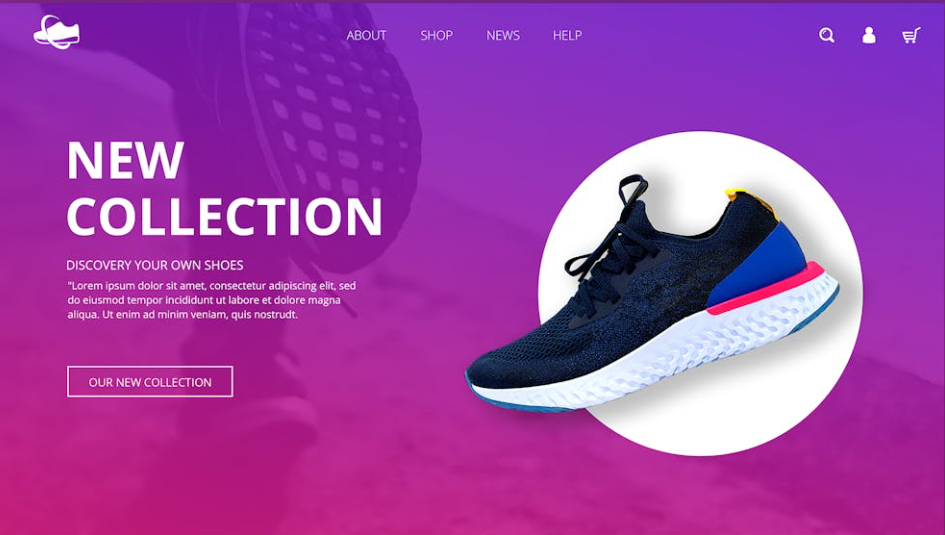 ABOUT SHOP NEWS HELP
NEW
COLLECTION
DISCOVERY YOUR OWN SHOES
"Lorem ipsum dolor sit amet, consectetur adipiscing elit, sed
do eiusmod tempor incididunt ut labore et dolore magna
aliqua. Ut enim ad minim veniam, quis nostrudt.
OUR NEW COLLECTION